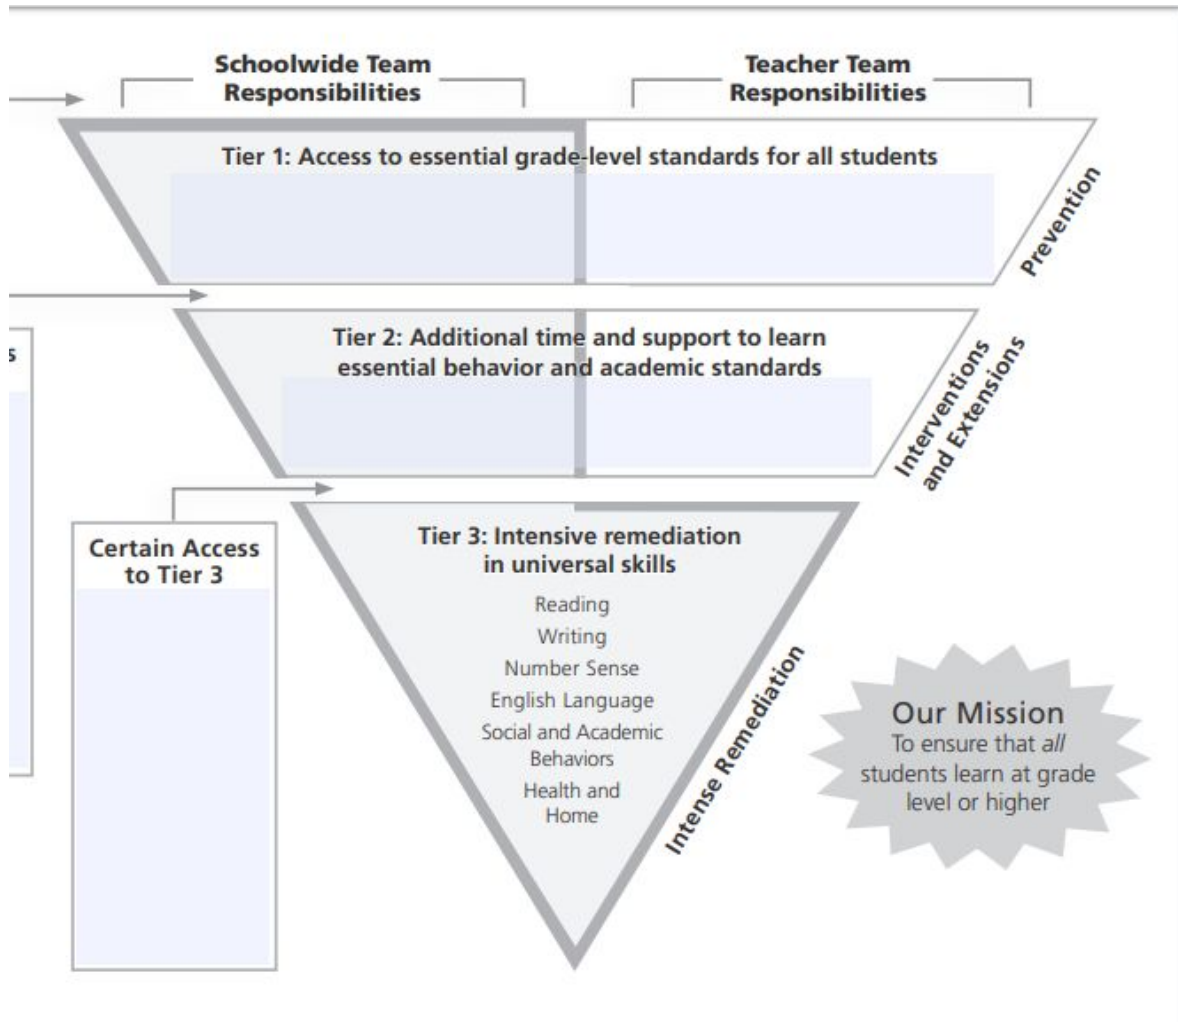 Schoolwide Team
Responsibilities
Teacher Team
Responsibilities
Tier 1: Access to essential grade-level standards for all students
Prevention
Tier 2: Additional time and support to learn
essential behavior and academic standards
Interventions
and Extensions
s
Certain Access
to Tier 3
Tier 3: Intensive remediation
in universal skills
Reading
Writing
Number Sense
English Language
Social and Academic
Behaviors
Health and
Home
Intense Remediation
Our Mission
To ensure that all
students learn at grade
level or higher